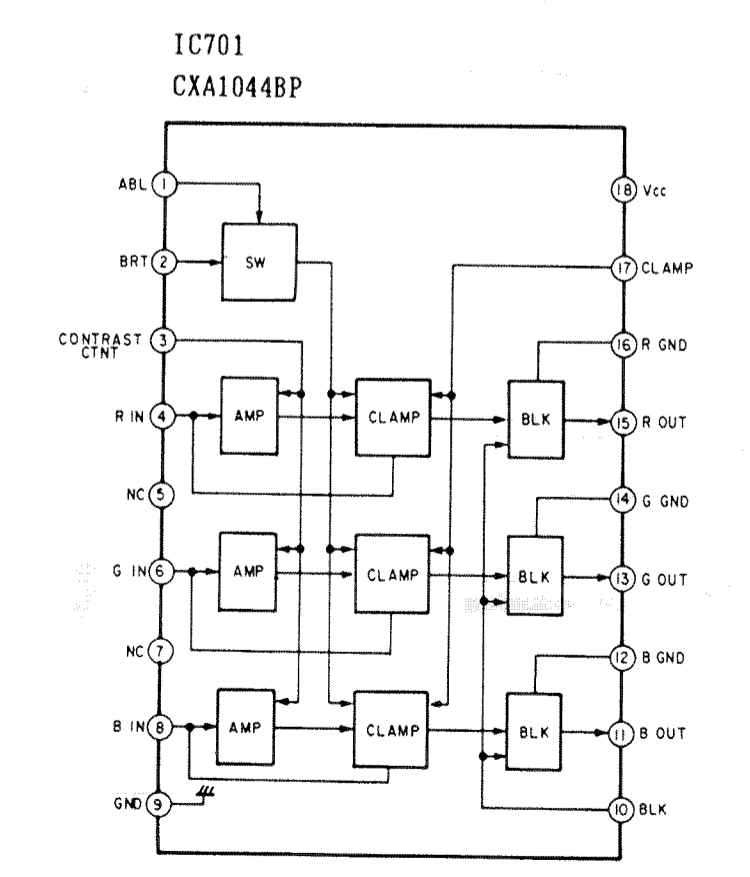 IC701
CXA1044BP
ABL 1
18 Vcc
BRT 2
SW
17 CLAMP
CONTRAST 3
CTNT
16 R GND
R IN 4
AMP
CLAMP
BLK
15 R OUT
NC 5
14 G GND
G IN 6
AMP
CLAMP
BLK
13 G OUT
NC 7
12 B GND
B IN 8
AMP
CLAMP
BLK
11 B OUT
GND 9
10 BLK